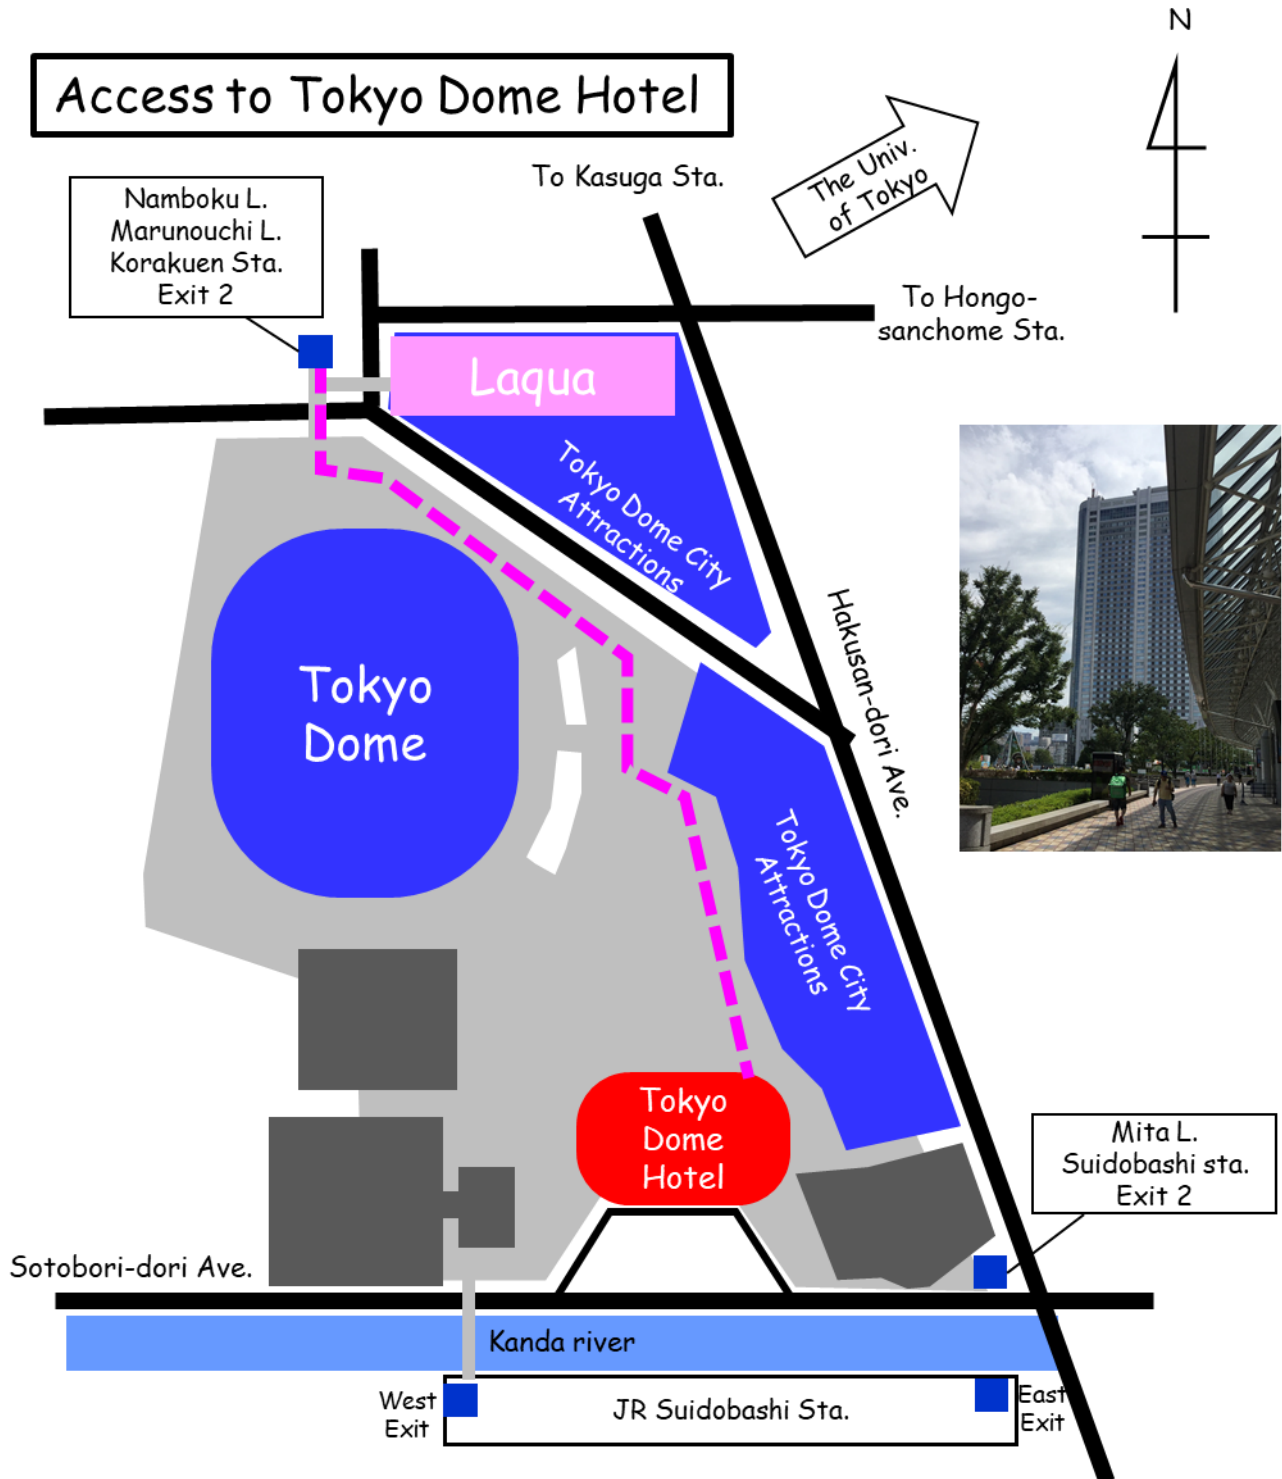 N
Access to Tokyo Dome Hotel
The Univ.
of Tokyo
To Kasuga Sta.
Namboku L.
Marunouchi L.
Korakuen Sta.
Exit 2
To Hongo-
sanchome Sta.
Laqua
Tokyo Dome City
Attractions
Hakusan-dori Ave.
Tokyo
Dome
Tokyo Dome City
Attractions
Tokyo
Dome
Hotel
Mita L.
Suidobashi sta.
Exit 2
Sotobori-dori Ave.
Kanda river
West
Exit
JR Suidobashi Sta.
East
Exit